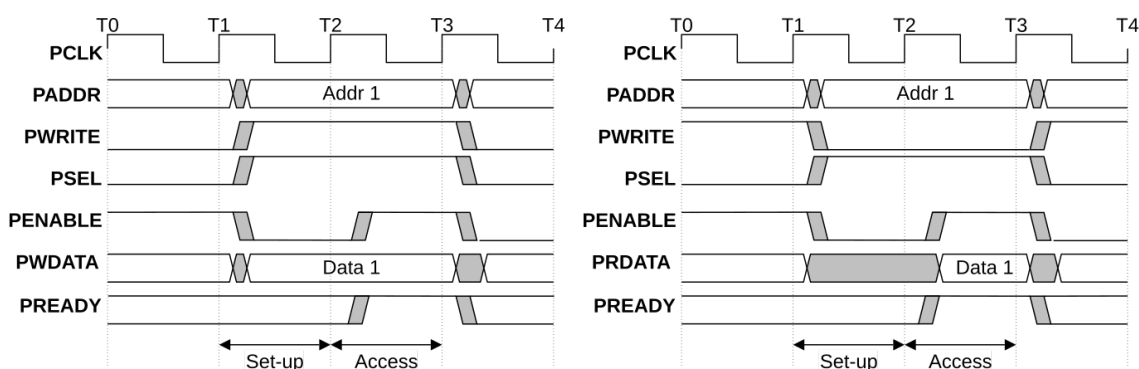 T0 T1 T2 T3 T4
PCLK
PADDR Addr 1
PWRITE
PSEL
PENABLE
PWDATA Data 1
PREADY
Set-up Access
T0 T1 T2 T3 T4
PCLK
PADDR Addr 1
PWRITE
PSEL
PENABLE
PRDATA Data 1
PREADY
Set-up Access